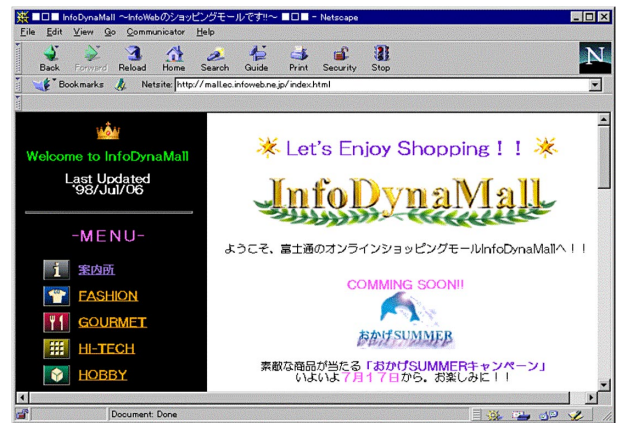 ■□■ InfoDynaMall ～InfoWebのショッピングモールです!!～ ■□■ - Netscape
File Edit View Go Communicator Help
Back Forward Reload Home Search Guide Print Security Stop
N
Bookmarks Netsite: http://mall.ec.infoweb.ne.jp/index.html
Welcome to InfoDynaMall
Last Updated
'98/Jul/06
-MENU-
案内所
FASHION
GOURMET
HI-TECH
HOBBY
Let's Enjoy Shopping！！
InfoDynaMall
ようこそ、富士通のオンラインショッピングモールInfoDynaMallへ！！
COMMING SOON!!
おかげSUMMER
素敵な商品が当たる「おかげSUMMERキャンペーン」
いよいよ７月１７日から。お楽しみに！！
Document: Done